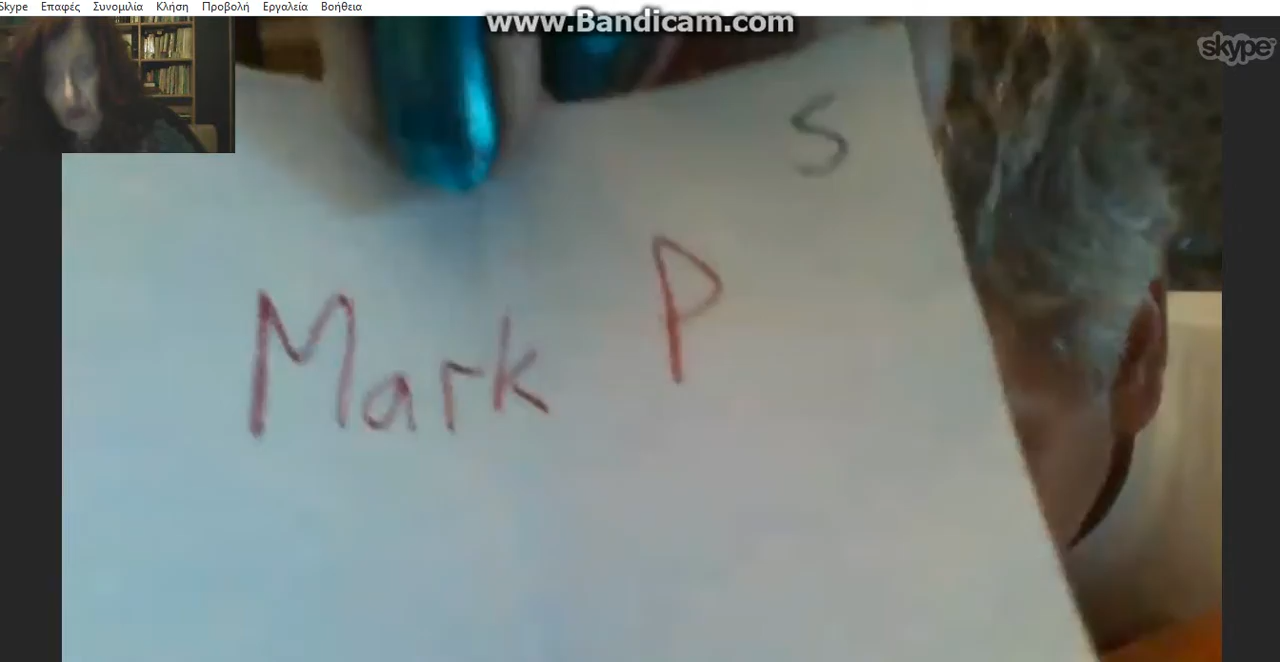 Skype Επαφές Συνομιλία Κλήση Προβολή Εργαλεία Βοήθεια
www.Bandicam.com
skype
S
Mark P